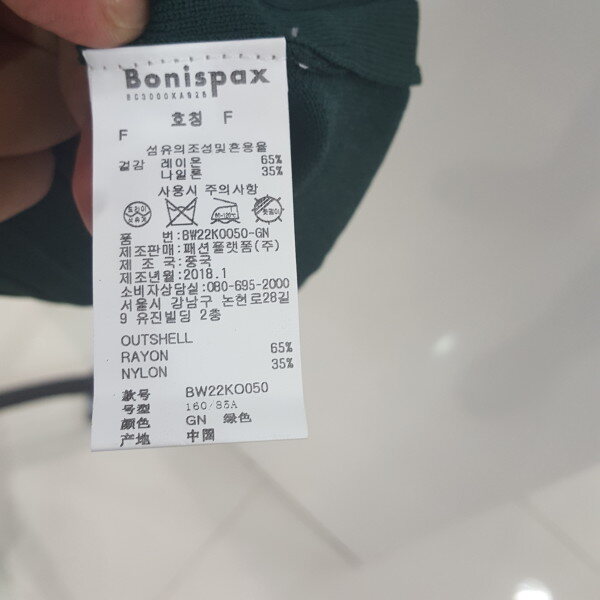 Bonispax
호칭 F
F
섬유의조성및혼용율
겉감 레이온 65%
나일론 35%
사용시 주의사항
품 번:BW22KO050-GN
제조판매:패션플랫폼(주)
제 조 국:중국
제조년월:2018.1
소비자상담실:080-695-2000
서울시 강남구 논현로28길
9 유진빌딩 2층
OUTSHELL
RAYON 65%
NYLON 35%
款号 BW22KO050
号型 160/85A
颜色 GN 绿色
产地 中国